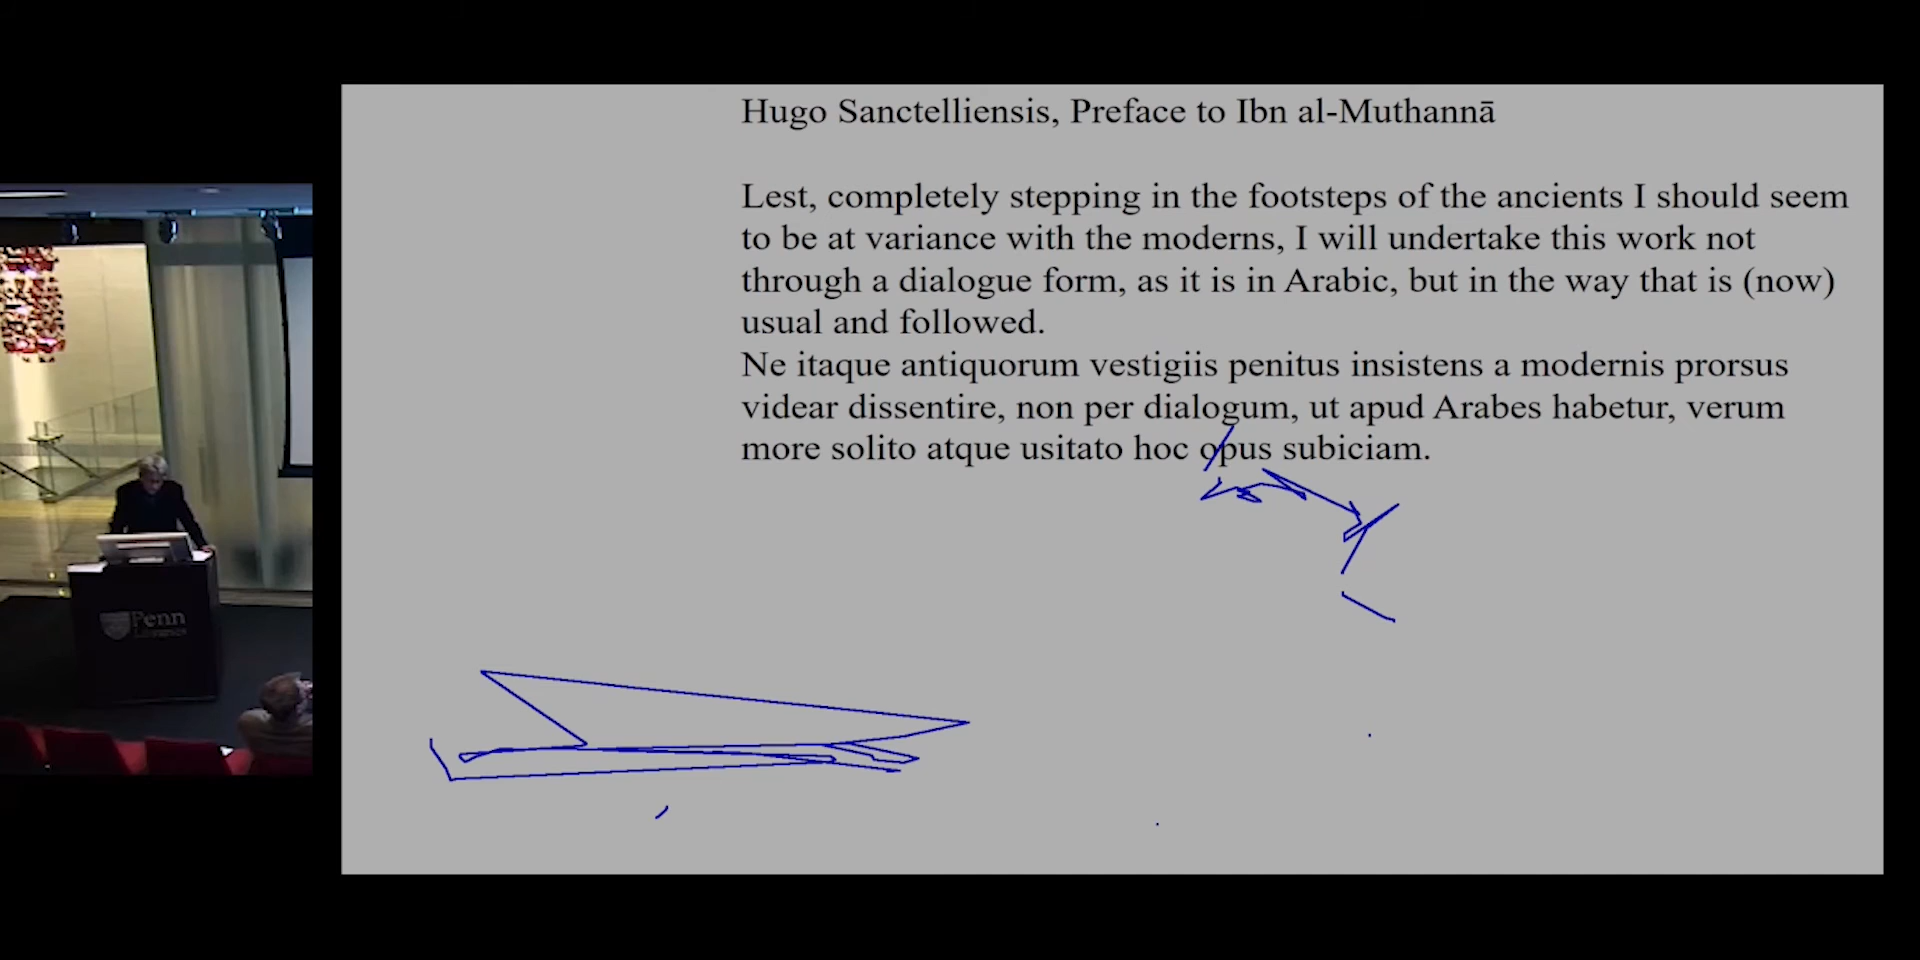 Hugo Sanctelliensis, Preface to Ibn al-Muthannā
Lest, completely stepping in the footsteps of the ancients I should seem
to be at variance with the moderns, I will undertake this work not
through a dialogue form, as it is in Arabic, but in the way that is (now)
usual and followed.
Ne itaque antiquorum vestigiis penitus insistens a modernis prorsus
videar dissentire, non per dialogum, ut apud Arabes habetur, verum
more solito atque usitato hoc opus subiciam.
Penn
Libraries